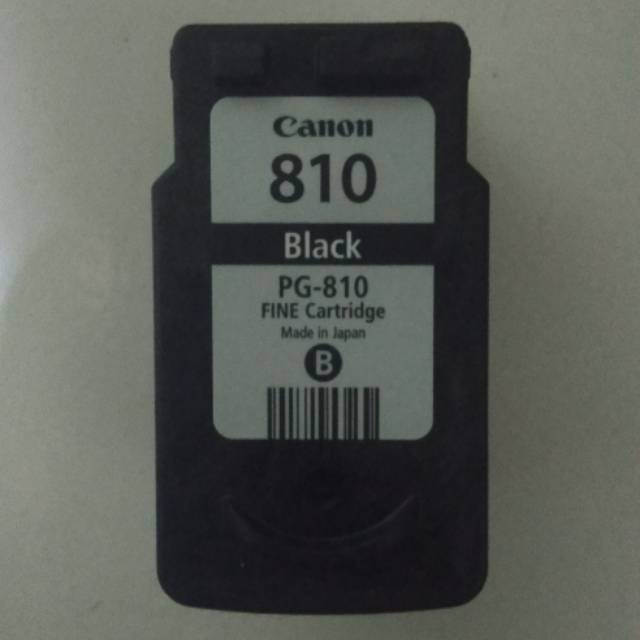 Canon
810
Black
PG-810
FINE Cartridge
Made in Japan
B